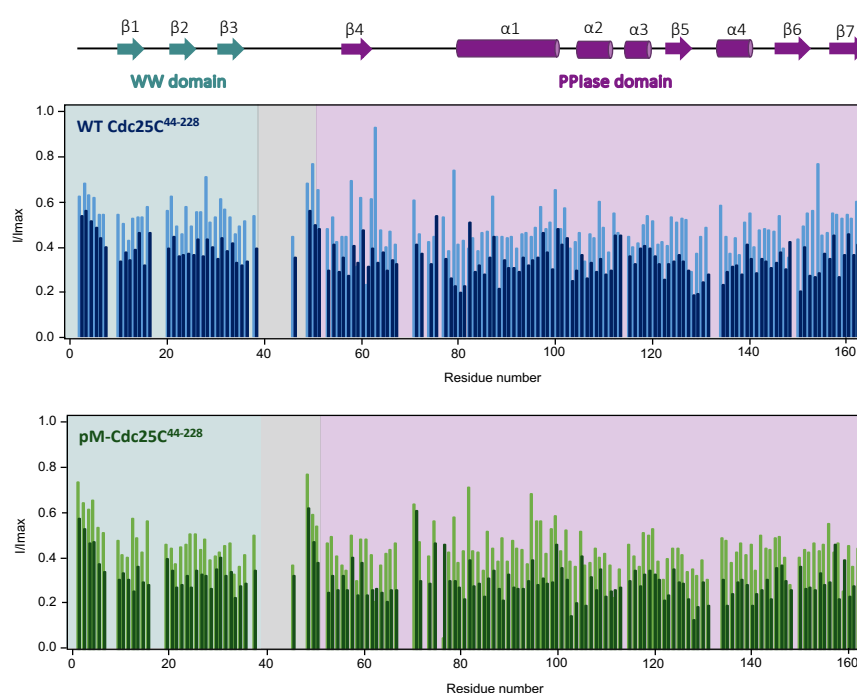 β1 β2 β3 β4 α1 α2 α3 β5 α4 β6 β7
WW domain PPIase domain
1.0
WT Cdc25C44-228
0.8
0.6
I/Imax
0.4
0.2
0.0
0 20 40 60 80 100 120 140 160
Residue number
1.0
pM-Cdc25C44-228
0.8
0.6
I/Imax
0.4
0.2
0.0
0 20 40 60 80 100 120 140 160
Residue number